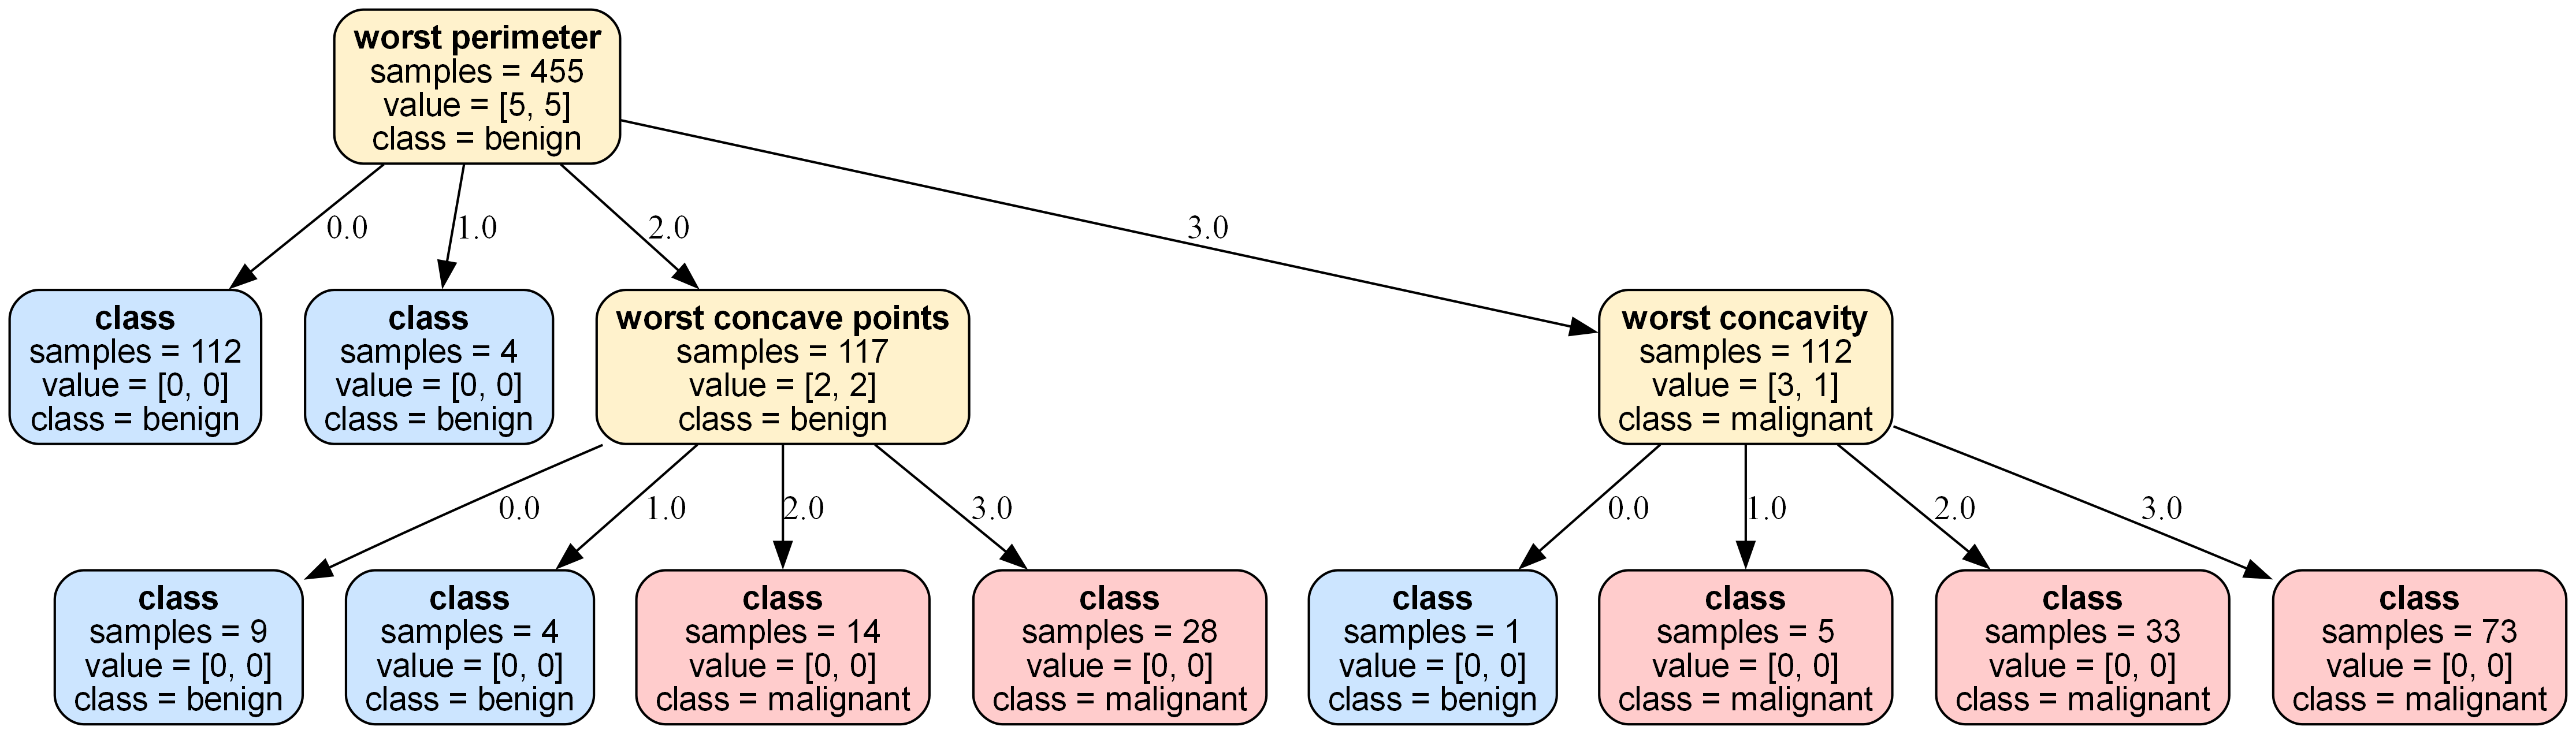 worst perimeter
samples = 455
value = [5, 5]
class = benign
0.0
1.0
2.0
3.0
class
samples = 112
value = [0, 0]
class = benign
class
samples = 4
value = [0, 0]
class = benign
worst concave points
samples = 117
value = [2, 2]
class = benign
worst concavity
samples = 112
value = [3, 1]
class = malignant
0.0
1.0
2.0
3.0
0.0
1.0
2.0
3.0
class
samples = 9
value = [0, 0]
class = benign
class
samples = 4
value = [0, 0]
class = benign
class
samples = 14
value = [0, 0]
class = malignant
class
samples = 28
value = [0, 0]
class = malignant
class
samples = 1
value = [0, 0]
class = benign
class
samples = 5
value = [0, 0]
class = malignant
class
samples = 33
value = [0, 0]
class = malignant
class
samples = 73
value = [0, 0]
class = malignant